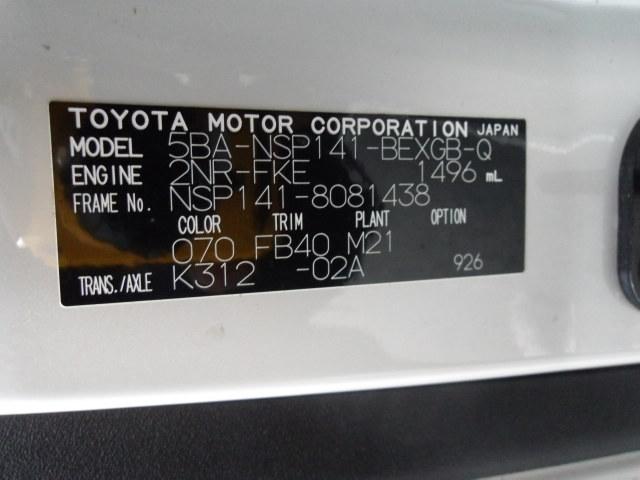 TOYOTA MOTOR CORPORATION JAPAN
MODEL 5BA-NSP141-BEXGB-Q
ENGINE 2NR-FKE 1496 mL
FRAME No. NSP141-8081438
COLOR TRIM PLANT OPTION
070 FB40 M21
TRANS./AXLE K312 -02A 926